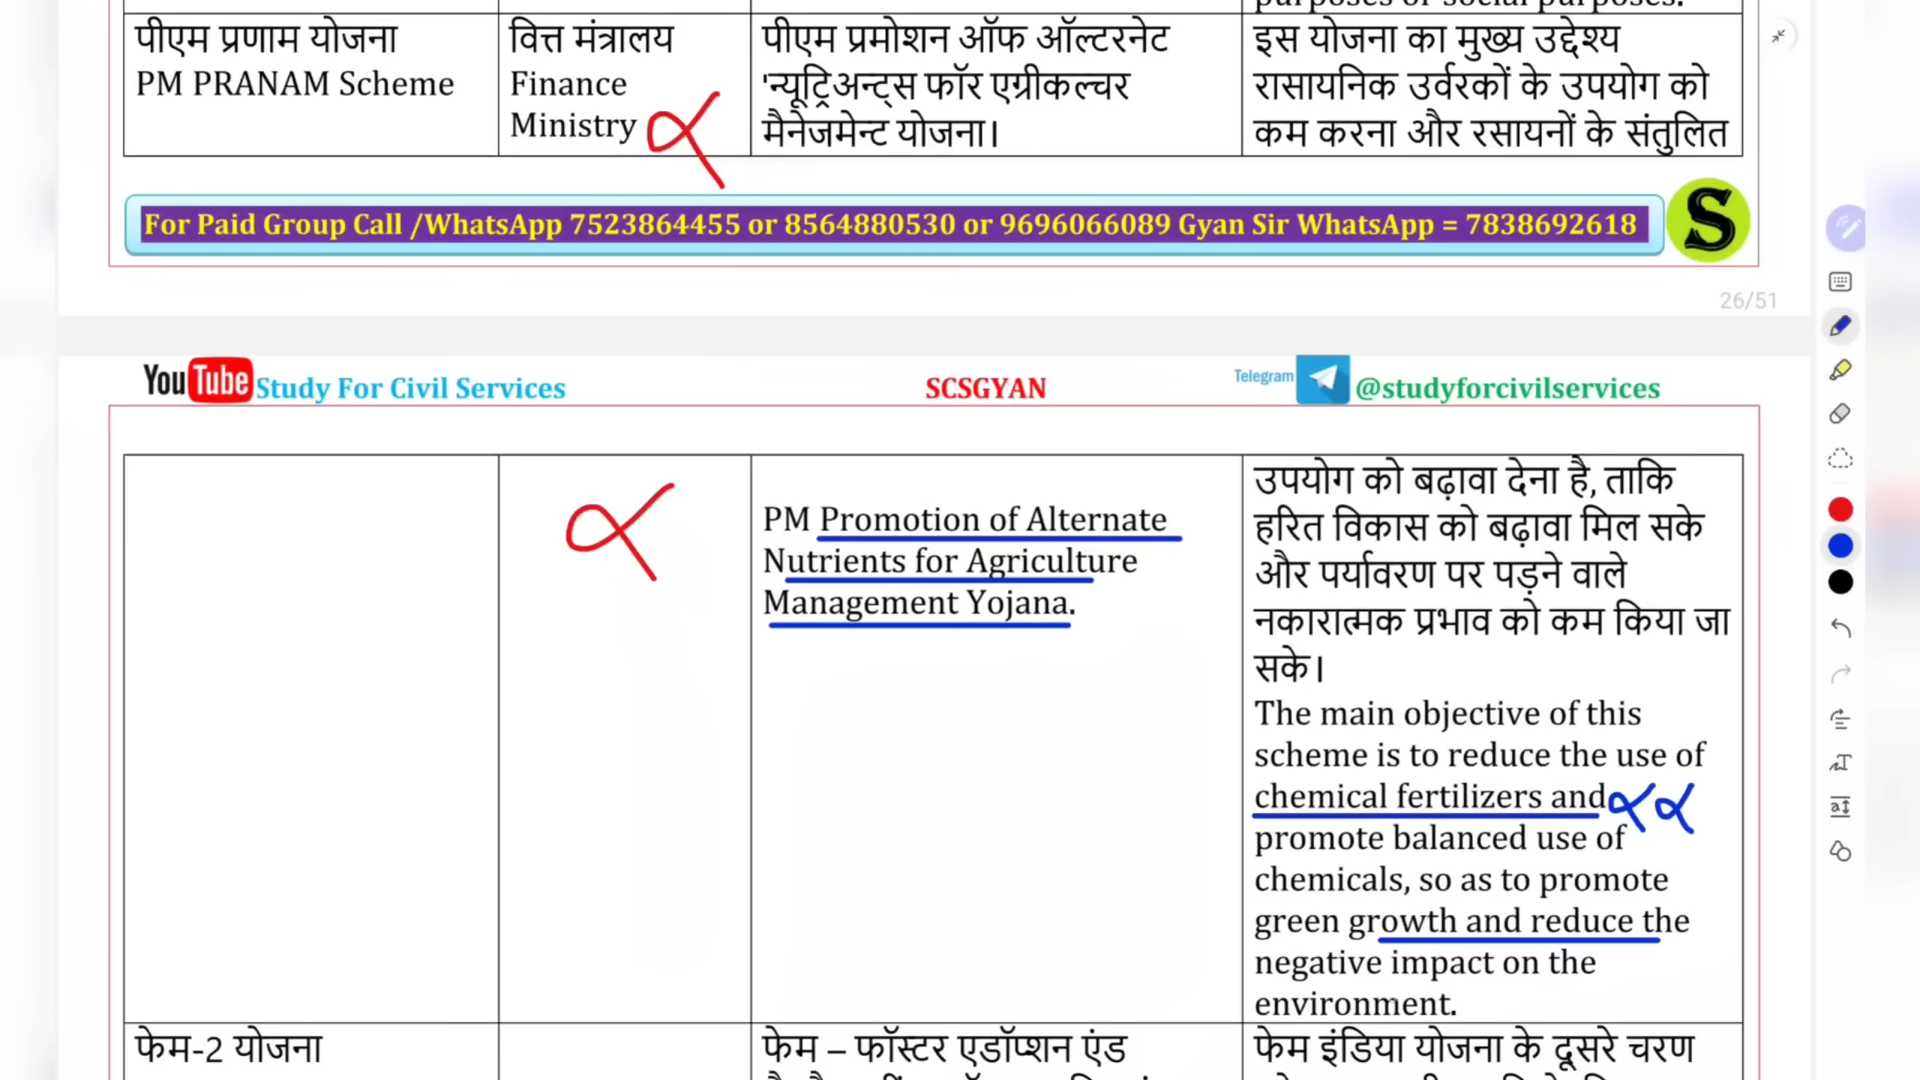 purposes or social purposes.
पीएम प्रणाम योजना
PM PRANAM Scheme
वित्त मंत्रालय
Finance
Ministry
पीएम प्रमोशन ऑफ ऑल्टरनेट
'न्यूट्रिअन्ट्स फॉर एग्रीकल्चर
मैनेजमेन्ट योजना।
इस योजना का मुख्य उद्देश्य
रासायनिक उर्वरकों के उपयोग को
कम करना और रसायनों के संतुलित
For Paid Group Call /WhatsApp 7523864455 or 8564880530 or 9696066089 Gyan Sir WhatsApp = 7838692618
S
26/51
YouTube Study For Civil Services
SCSGYAN
Telegram @studyforcivilservices
PM Promotion of Alternate
Nutrients for Agriculture
Management Yojana.
उपयोग को बढ़ावा देना है, ताकि
हरित विकास को बढ़ावा मिल सके
और पर्यावरण पर पड़ने वाले
नकारात्मक प्रभाव को कम किया जा
सके।
The main objective of this
scheme is to reduce the use of
chemical fertilizers and
promote balanced use of
chemicals, so as to promote
green growth and reduce the
negative impact on the
environment.
फेम-2 योजना
फेम – फॉस्टर एडॉप्शन एंड
फेम इंडिया योजना के दूसरे चरण